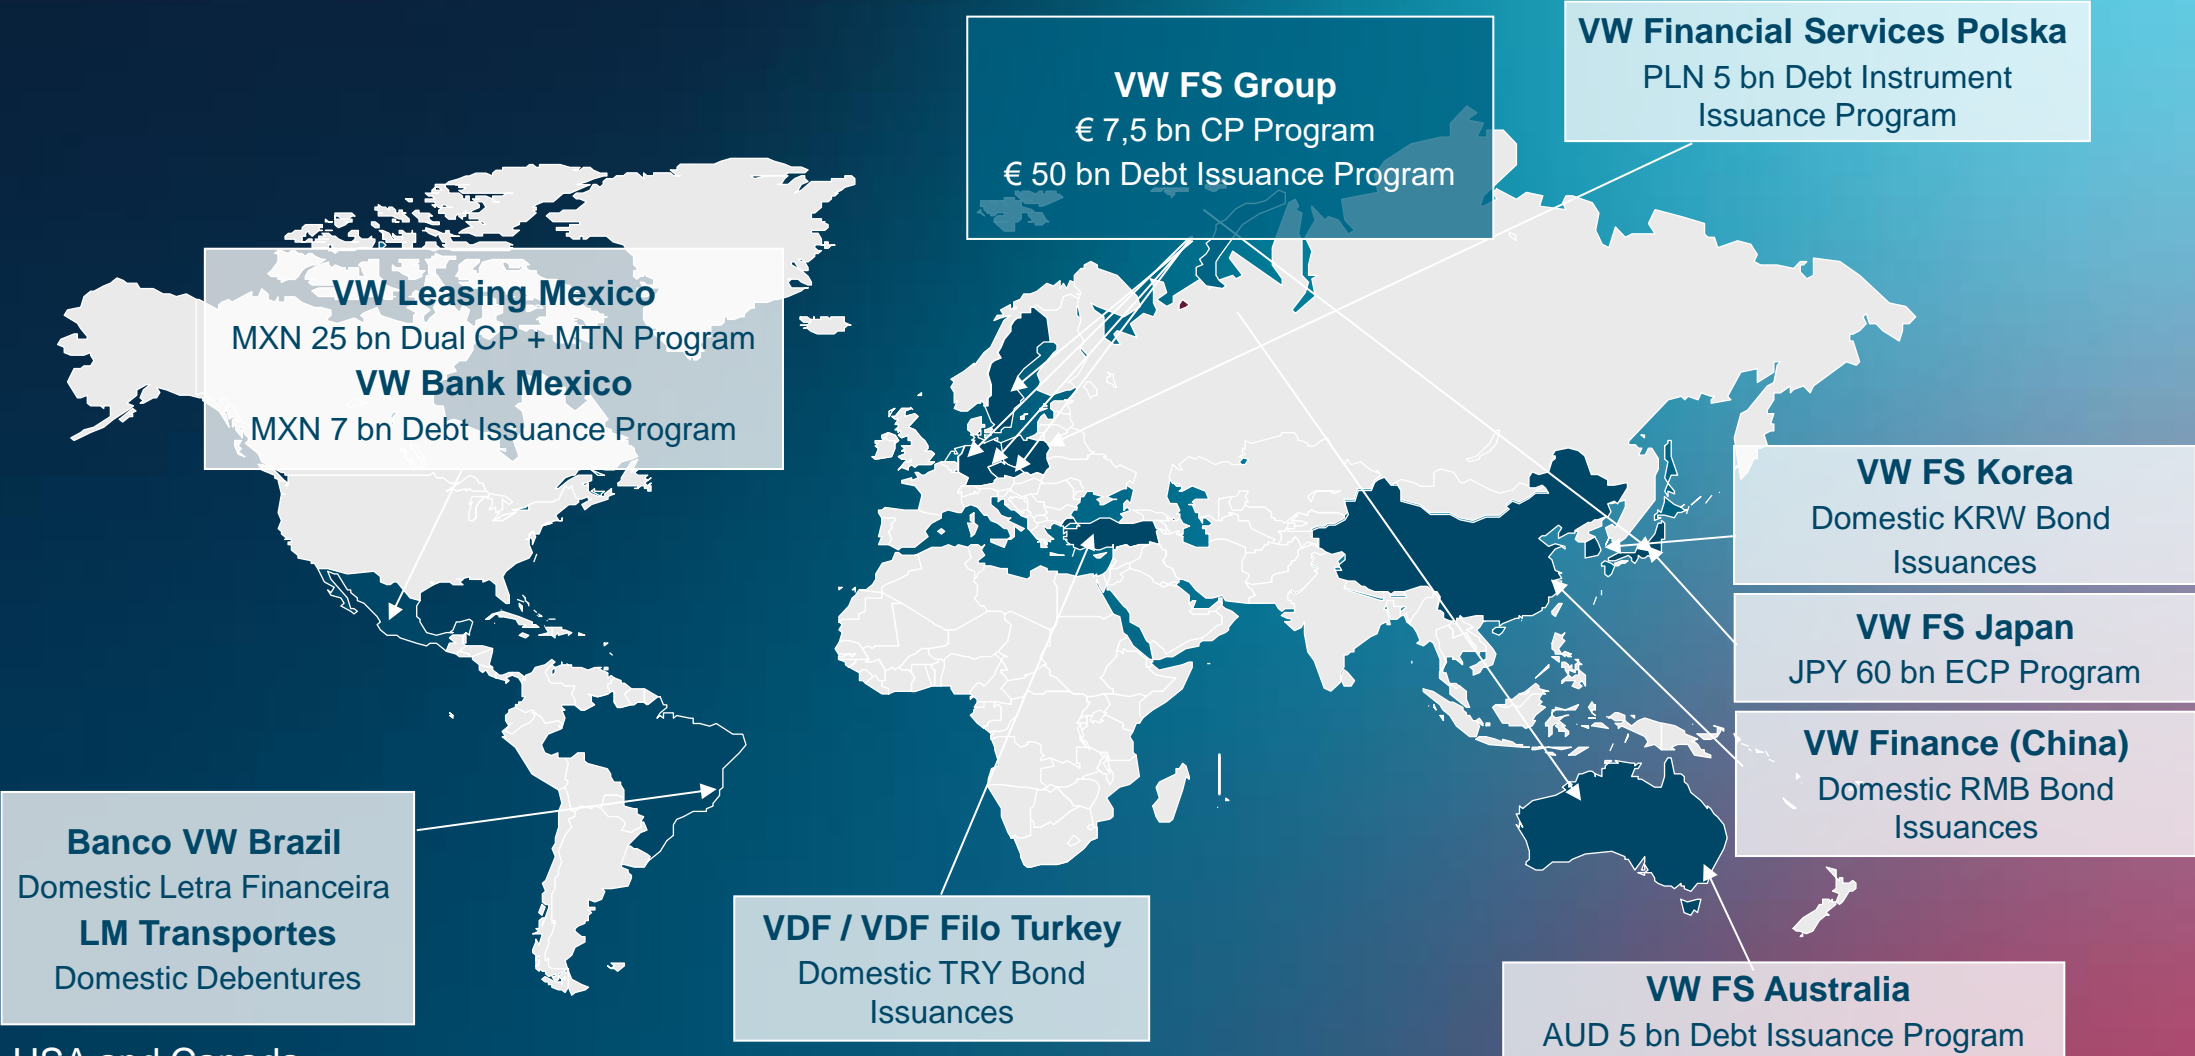 VW FS Group
€ 7,5 bn CP Program
€ 50 bn Debt Issuance Program
VW Financial Services Polska
PLN 5 bn Debt Instrument
Issuance Program
VW Leasing Mexico
MXN 25 bn Dual CP + MTN Program
VW Bank Mexico
MXN 7 bn Debt Issuance Program
VW FS Korea
Domestic KRW Bond
Issuances
VW FS Japan
JPY 60 bn ECP Program
VW Finance (China)
Domestic RMB Bond
Issuances
Banco VW Brazil
Domestic Letra Financeira
LM Transportes
Domestic Debentures
VDF / VDF Filo Turkey
Domestic TRY Bond
Issuances
VW FS Australia
AUD 5 bn Debt Issuance Program
USA and Canada